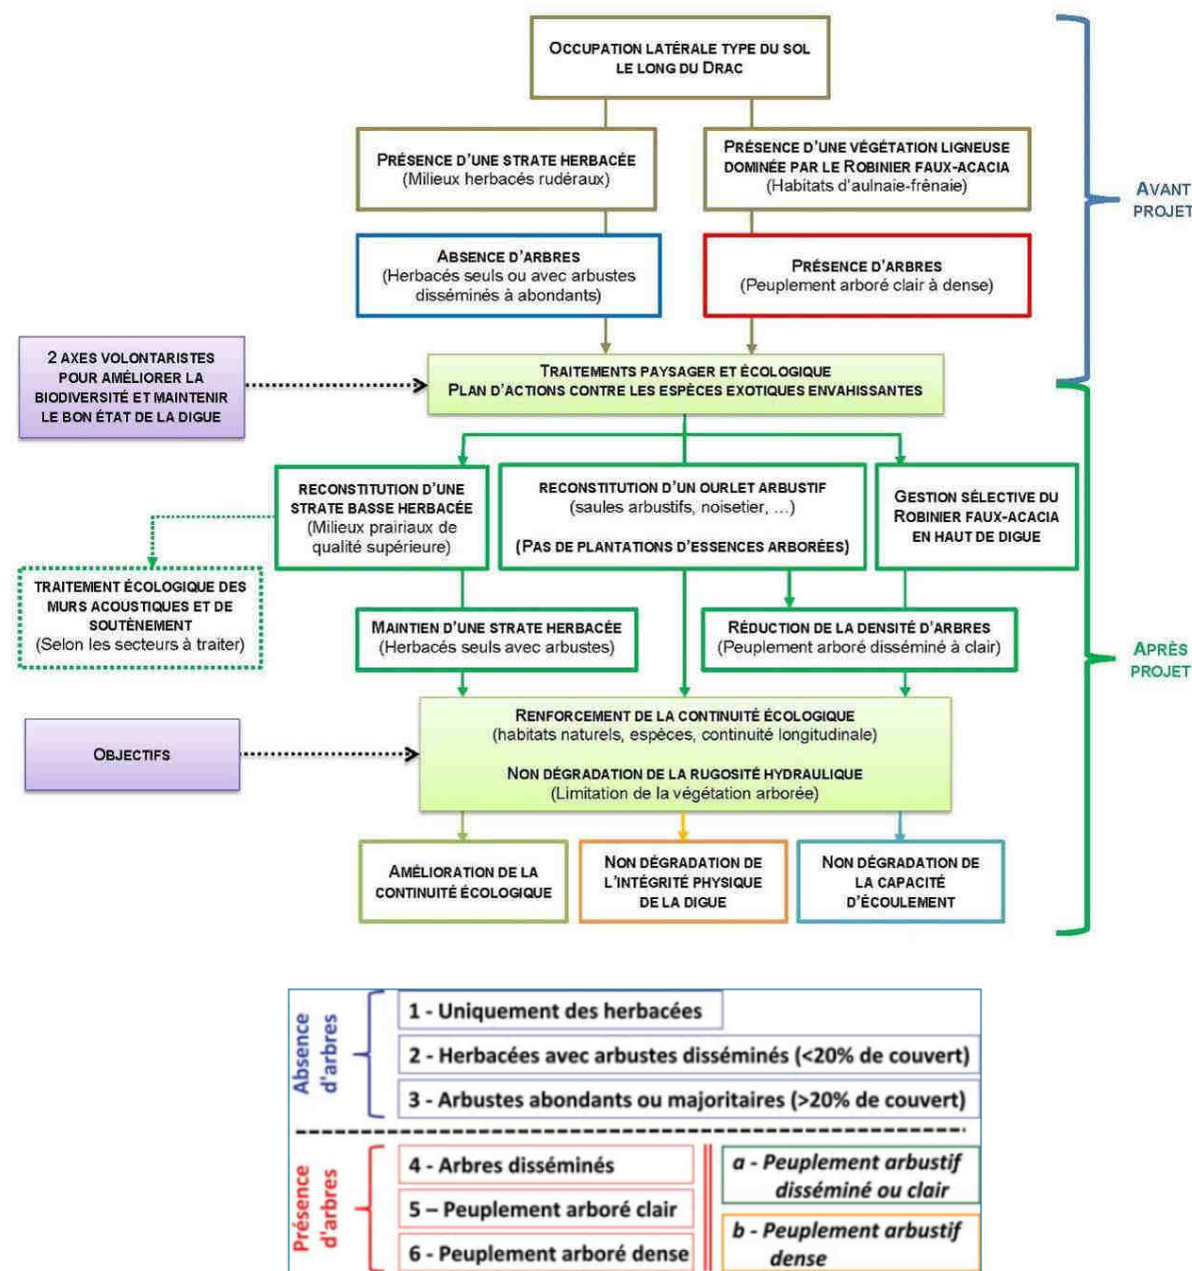 OCCUPATION LATÉRALE TYPE DU SOL
LE LONG DU DRAC
PRÉSENCE D'UNE STRATE HERBACÉE
(Milieux herbacés rudéraux)
PRÉSENCE D'UNE VÉGÉTATION LIGNEUSE
DOMINÉE PAR LE ROBINIER FAUX-ACACIA
(Habitats d'aulnaie-frênaie)
AVANT
PROJET
ABSENCE D'ARBRES
(Herbacés seuls ou avec arbustes
disséminés à abondants)
PRÉSENCE D'ARBRES
(Peuplement arboré clair à dense)
2 AXES VOLONTARISTES
POUR AMÉLIORER LA
BIODIVERSITÉ ET MAINTENIR
LE BON ÉTAT DE LA DIGUE
TRAITEMENTS PAYSAGER ET ÉCOLOGIQUE
PLAN D'ACTIONS CONTRE LES ESPÈCES EXOTIQUES ENVAHISSANTES
RECONSTITUTION D'UNE
STRATE BASSE HERBACÉE
(Milieux prairiaux de
qualité supérieure)
RECONSTITUTION D'UN OURLET ARBUSTIF
(saules arbustifs, noisetier, ...)
(PAS DE PLANTATIONS D'ESSENCES ARBORÉES)
GESTION SÉLECTIVE DU
ROBINIER FAUX-ACACIA
EN HAUT DE DIGUE
TRAITEMENT ÉCOLOGIQUE DES
MURS ACOUSTIQUES ET DE
SOUTÈNEMENT
(Selon les secteurs à traiter)
MAINTIEN D'UNE STRATE HERBACÉE
(Herbacés seuls avec arbustes)
RÉDUCTION DE LA DENSITÉ D'ARBRES
(Peuplement arboré disséminé à clair)
APRÈS
PROJET
OBJECTIFS
RENFORCEMENT DE LA CONTINUITÉ ÉCOLOGIQUE
(habitats naturels, espèces, continuité longitudinale)
NON DÉGRADATION DE LA RUGOSITÉ HYDRAULIQUE
(Limitation de la végétation arborée)
AMÉLIORATION DE LA
CONTINUITÉ ÉCOLOGIQUE
NON DÉGRADATION DE
L'INTÉGRITÉ PHYSIQUE
DE LA DIGUE
NON DÉGRADATION DE
LA CAPACITÉ
D'ÉCOULEMENT
Absence
d'arbres
1 - Uniquement des herbacées
2 - Herbacées avec arbustes disséminés (<20% de couvert)
3 - Arbustes abondants ou majoritaires (>20% de couvert)
Présence
d'arbres
4 - Arbres disséminés
5 – Peuplement arboré clair
6 - Peuplement arboré dense
a - Peuplement arbustif
disséminé ou clair
b - Peuplement arbustif
dense